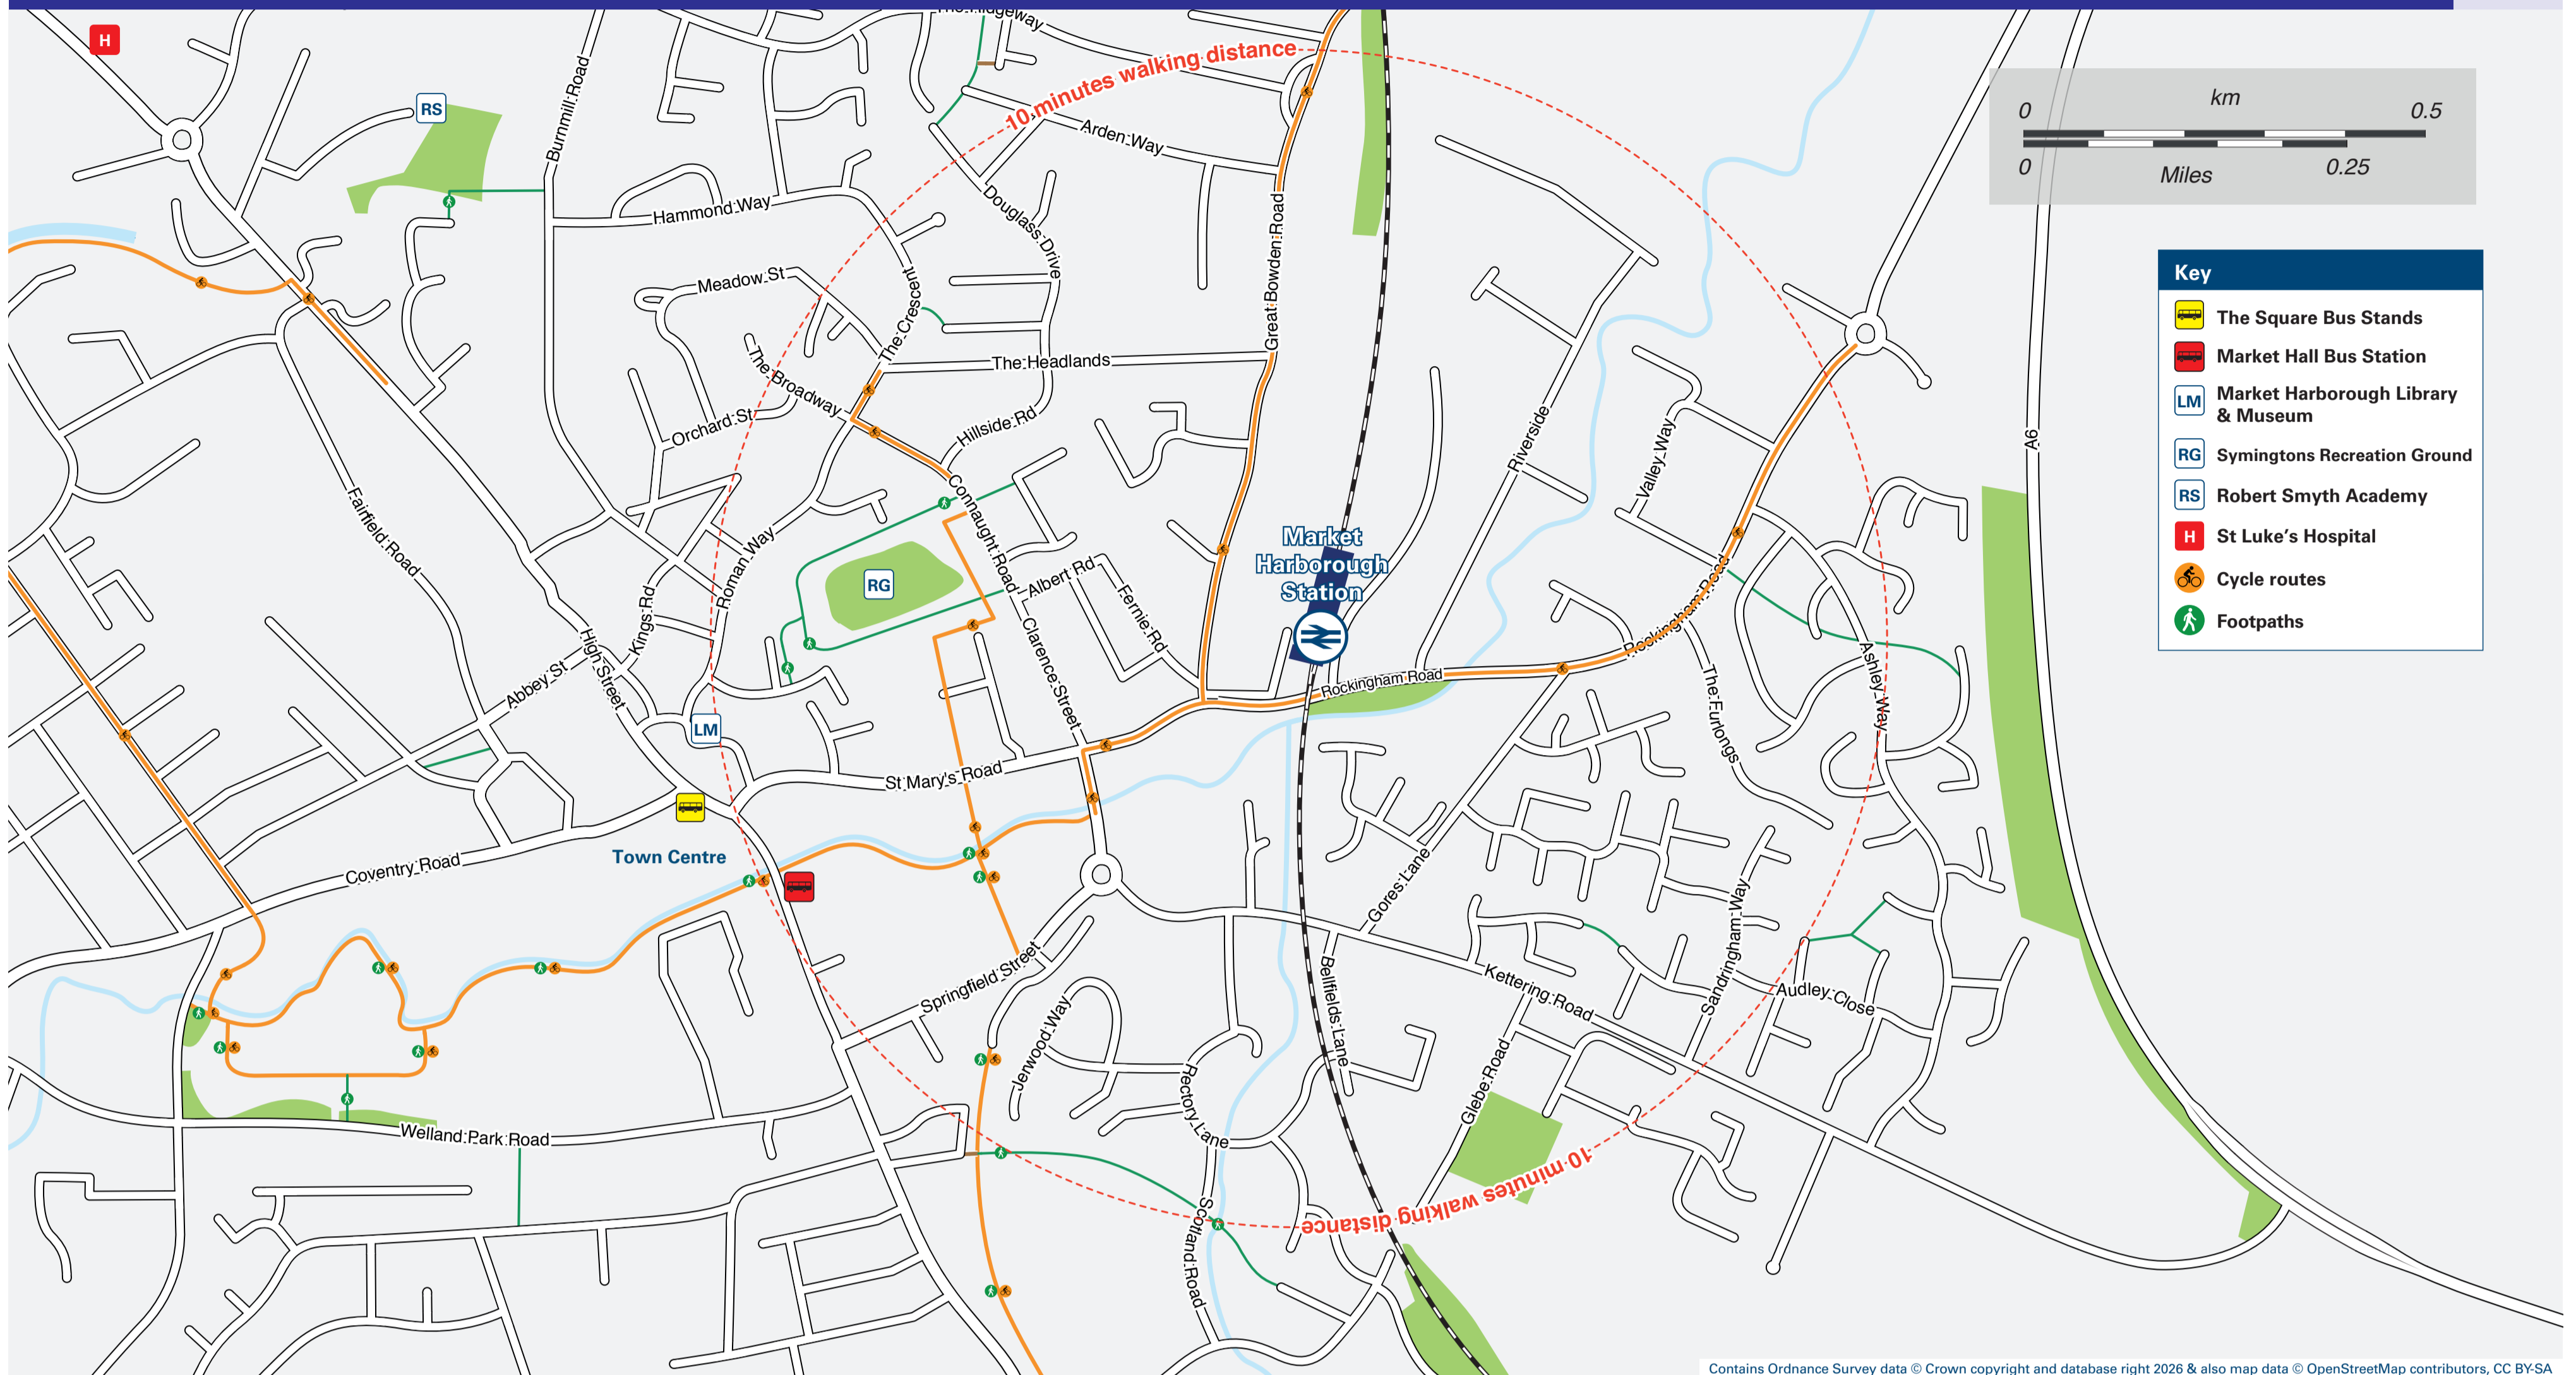 The Ridgeway
10 minutes walking distance
H
RS
Burnmill Road
Arden Way
Hammond Way
Douglass Drive
Great Bowden Road
Meadow St
The Crescent
The Headlands
The Broadway
Orchard St
Hillside Rd
Connaught Road
Fairfield Road
Roman Way
Kings Rd
RG
Albert Rd
Fernie Rd
Clarence Street
High Street
Abbey St
LM
St Mary's Road
Market
Harborough
Station
Riverside
Valley Way
Rockingham Road
Rockingham Road
The Furlongs
Ashley Way
A6
Town Centre
Coventry Road
Gores Lane
Sandringham Way
Springfield Street
Jerwood Way
Bellfields Lane
Kettering Road
Audley Close
Glebe Road
Rectory Lane
Welland Park Road
Scotland Road
10 minutes walking distance
km
0 0.5
0 0.25
Miles
Key
The Square Bus Stands
Market Hall Bus Station
LM Market Harborough Library
& Museum
RG Symingtons Recreation Ground
RS Robert Smyth Academy
H St Luke's Hospital
Cycle routes
Footpaths
Contains Ordnance Survey data © Crown copyright and database right 2026 & also map data © OpenStreetMap contributors, CC BY-SA